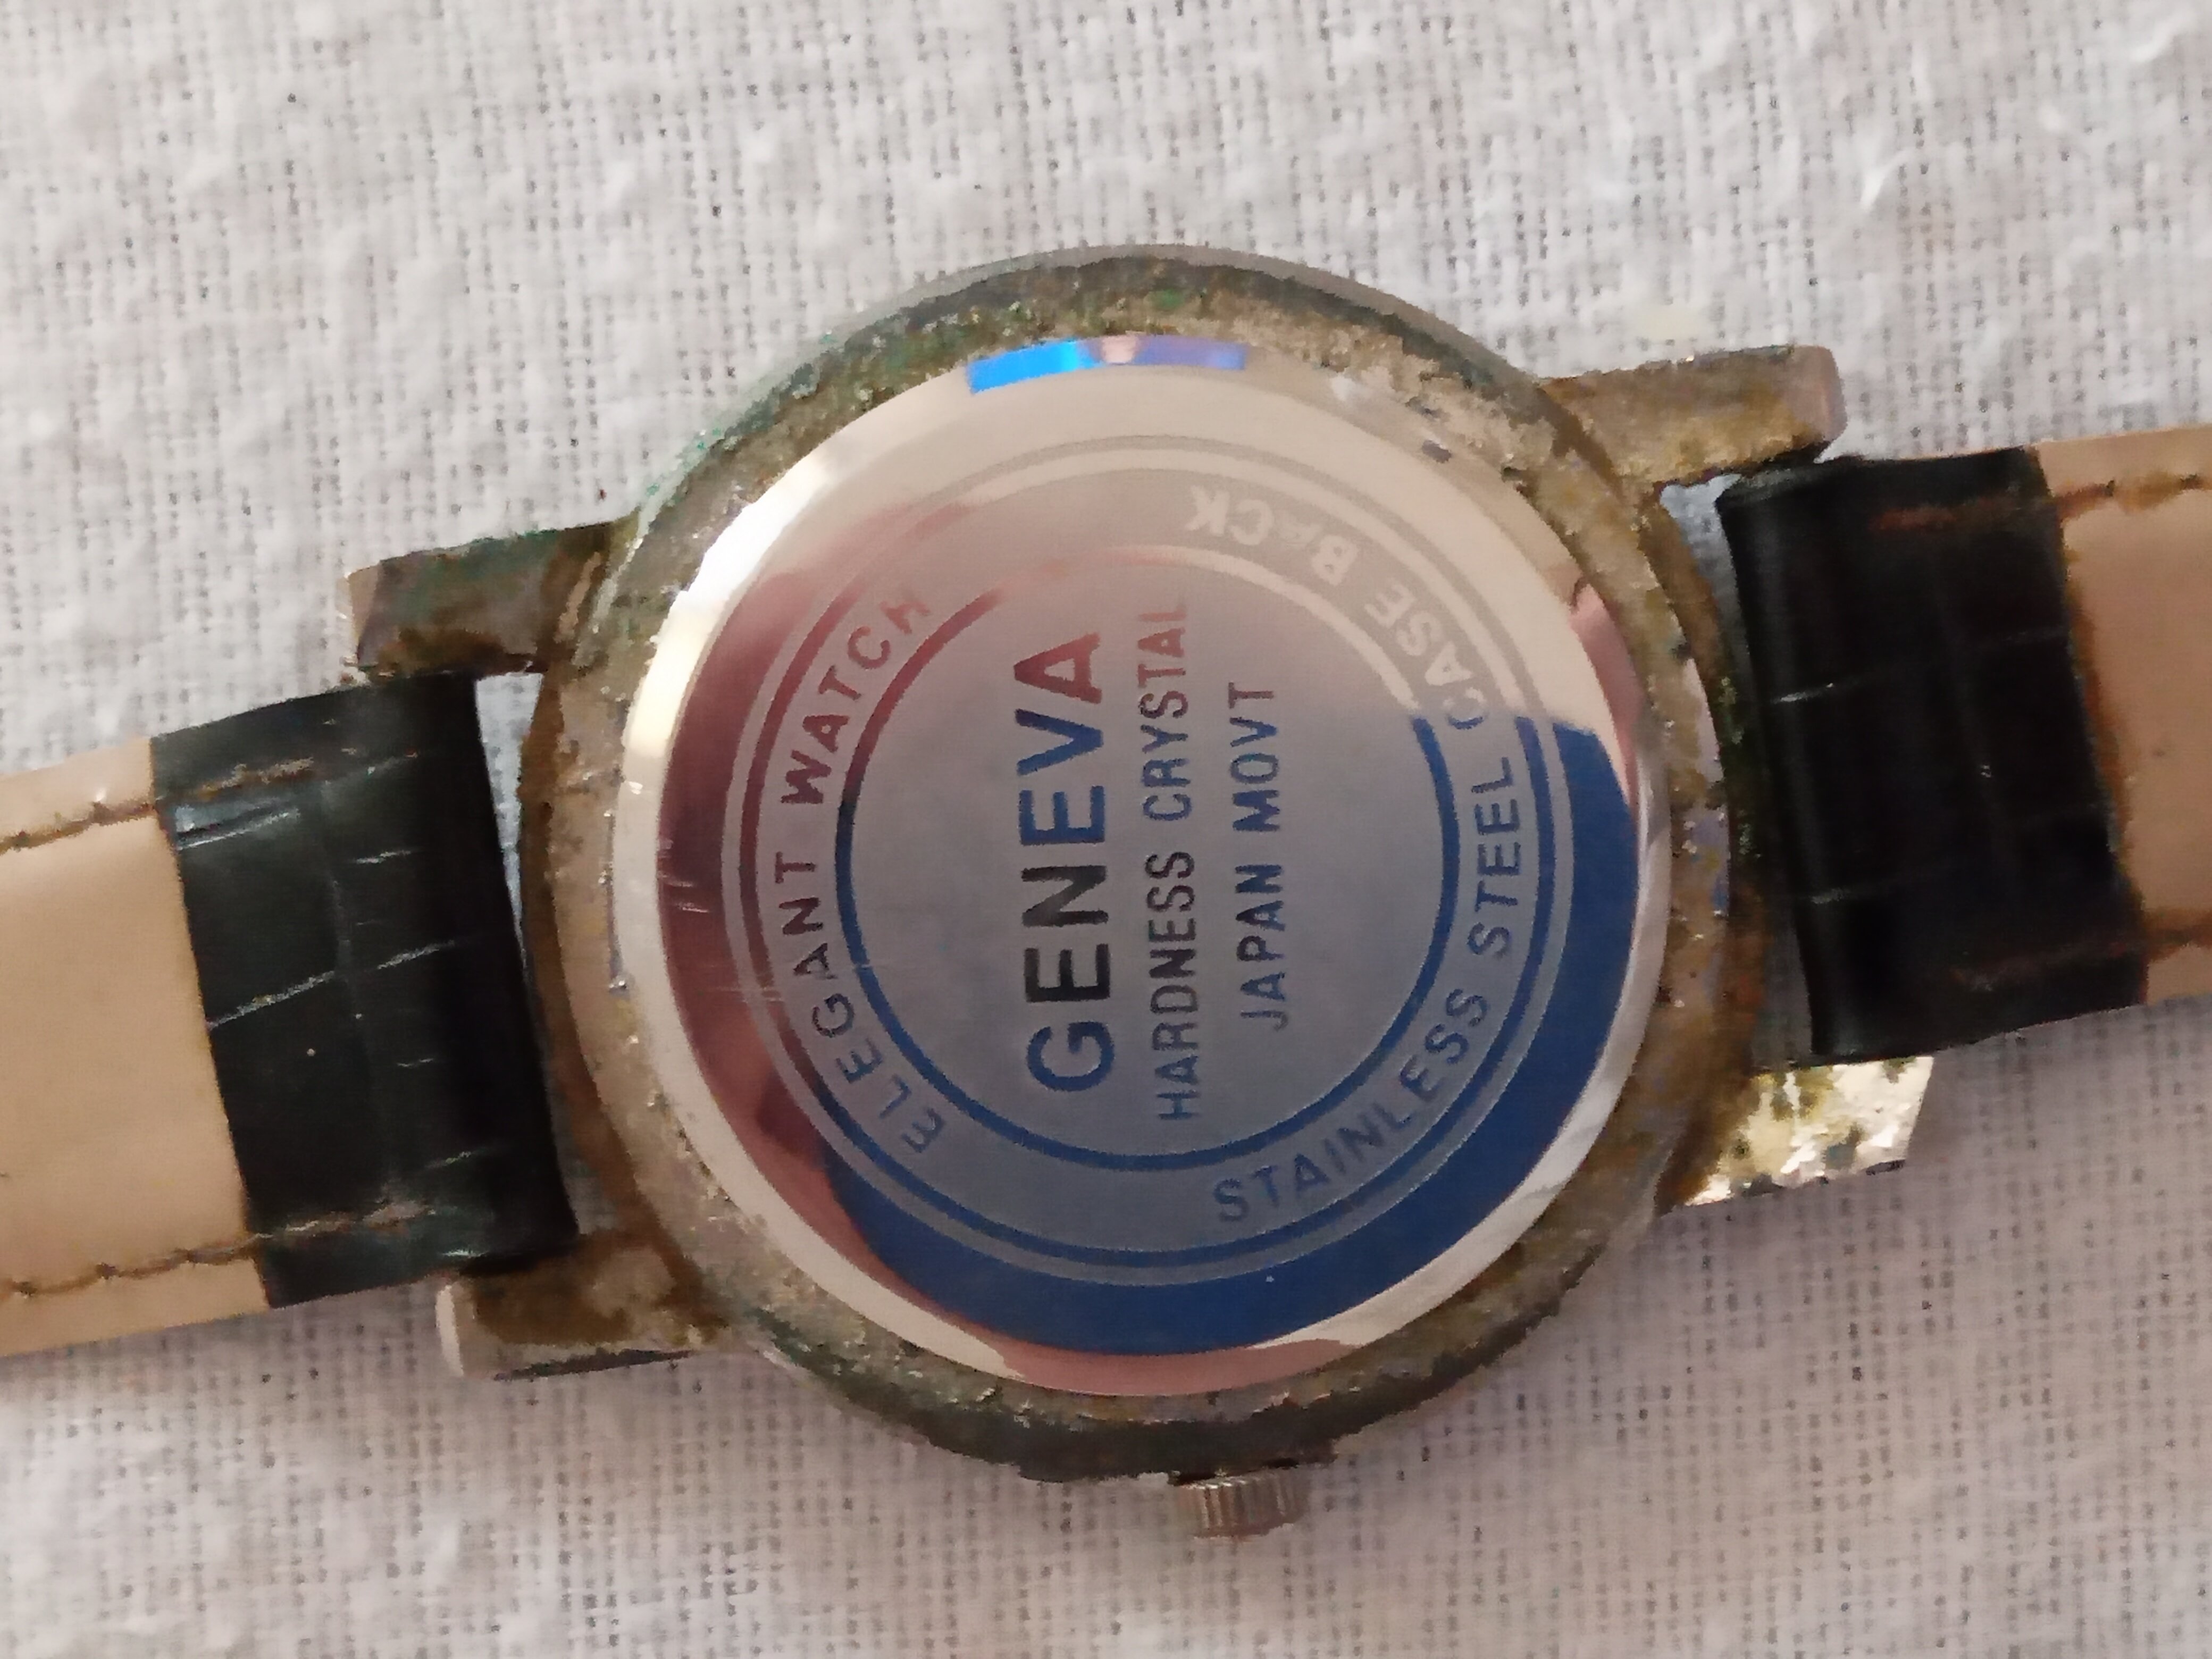 ELEGANT WATCH
GENEVA
HARDNESS CRYSTAL
JAPAN MOVT
STAINLESS STEEL CASE BACK